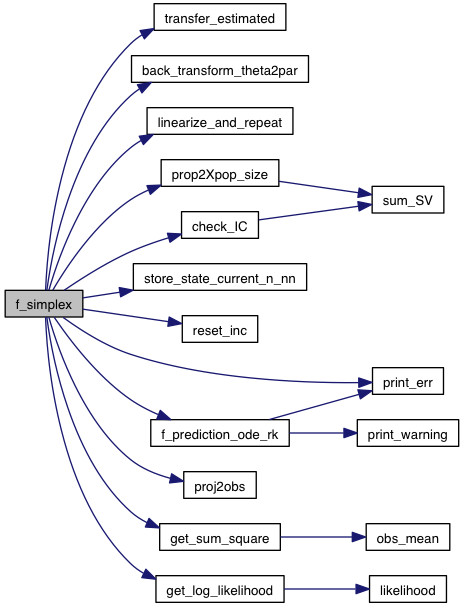 transfer_estimated
back_transform_theta2par
linearize_and_repeat
prop2Xpop_size
sum_SV
check_IC
store_state_current_n_nn
f_simplex
reset_inc
print_err
f_prediction_ode_rk
print_warning
proj2obs
get_sum_square
obs_mean
get_log_likelihood
likelihood